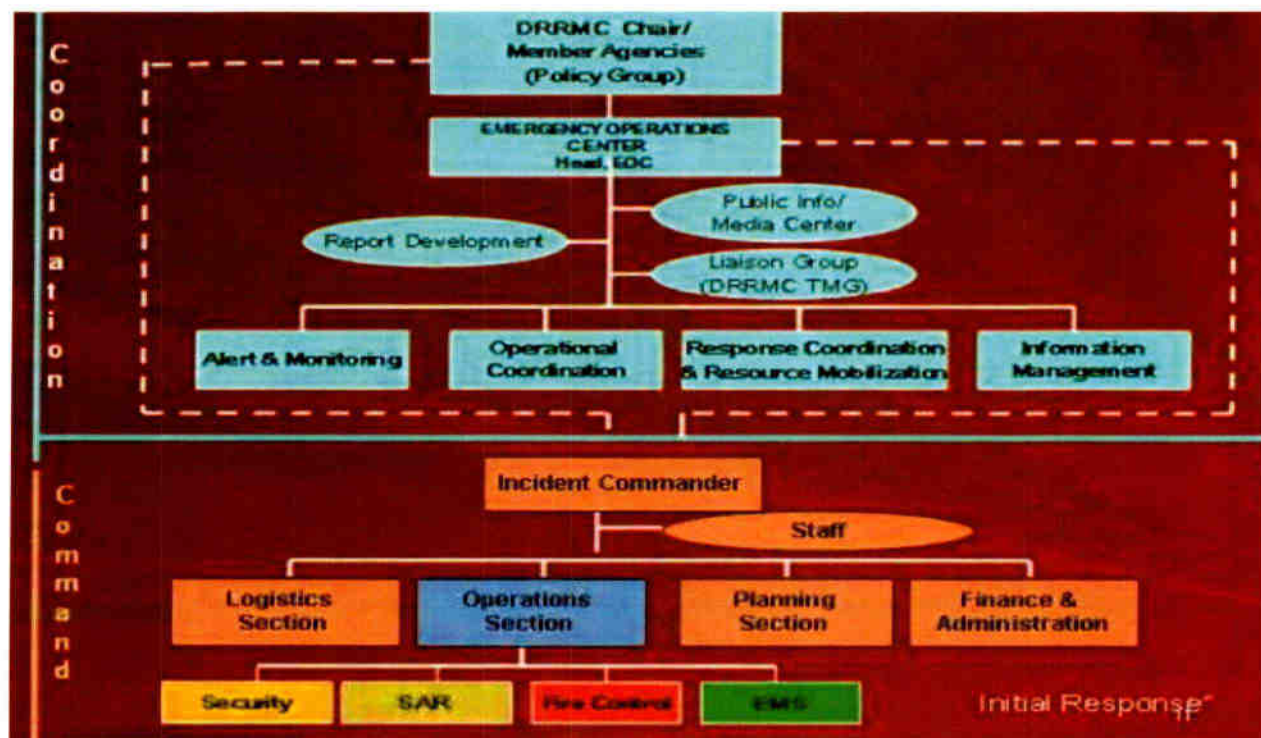 Coordination
DRRMC Chair/
Member Agencies
(Policy Group)
EMERGENCY OPERATIONS
CENTER
Head, EOC
Public Info/
Media Center
Report Development
Liaison Group
(DRRMC TMG)
Alert & Monitoring
Operational
Coordination
Response Coordination
& Resource Mobilization
Information
Management
Command
Incident Commander
Staff
Logistics
Section
Operations
Section
Planning
Section
Finance &
Administration
Security
SAR
Fire Control
EMS
Initial Response